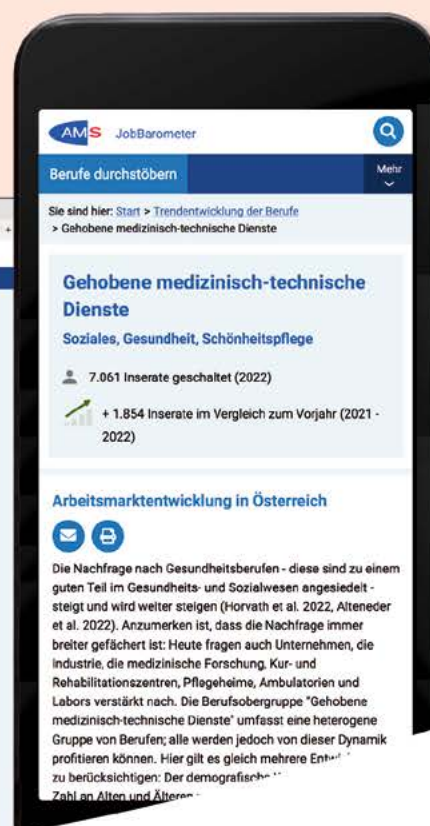 AMS JobBarometer
Berufe durchstöbern
Mehr
Sie sind hier: Start > Trendentwicklung der Berufe
> Gehobene medizinisch-technische Dienste
Gehobene medizinisch-technische
Dienste
Soziales, Gesundheit, Schönheitspflege
7.061 Inserate geschaltet (2022)
+ 1.854 Inserate im Vergleich zum Vorjahr (2021 -
2022)
Arbeitsmarktentwicklung in Österreich
Die Nachfrage nach Gesundheitsberufen - diese sind zu einem
guten Teil im Gesundheits- und Sozialwesen angesiedelt -
steigt und wird weiter steigen (Horvath et al. 2022, Alteneder
et al. 2022). Anzumerken ist, dass die Nachfrage immer
breiter gefächert ist: Heute fragen auch Unternehmen, die
Industrie, die medizinische Forschung, Kur- und
Rehabilitationszentren, Pflegeheime, Ambulatorien und
Labors verstärkt nach. Die Berufsobergruppe "Gehobene
medizinisch-technische Dienste" umfasst eine heterogene
Gruppe von Berufen; alle werden jedoch von dieser Dynamik
profitieren können. Hier gilt es gleich mehrere
zu berücksichtigen: Der demografische
Zahl an Alten und Älteren